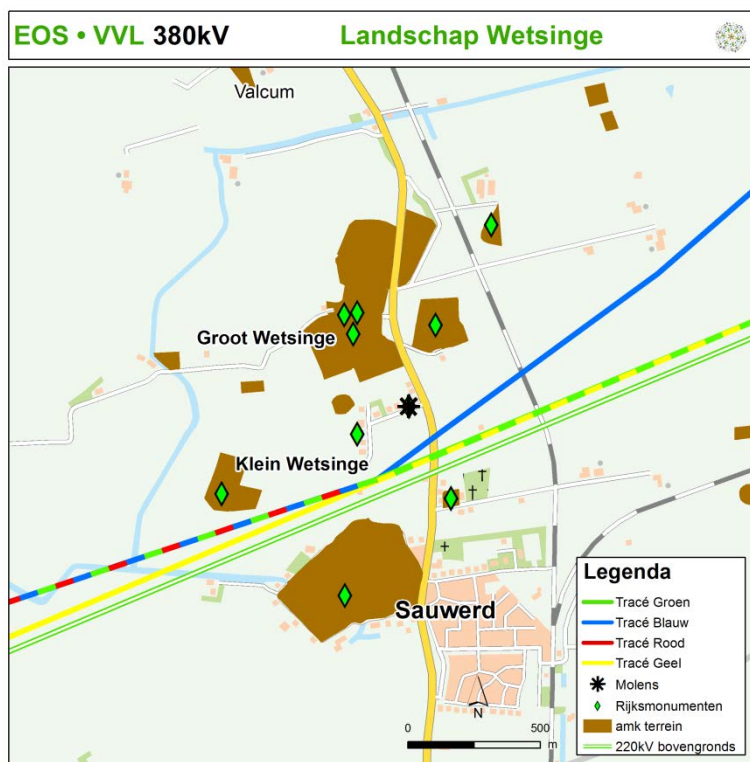 EOS • VVL 380kV
Landschap Wetsinge
Valcum
Groot Wetsinge
Klein Wetsinge
Sauwerd
N
0 500
m
Legenda
Tracé Groen
Tracé Blauw
Tracé Rood
Tracé Geel
Molens
Rijksmonumenten
amk terrein
220kV bovengronds